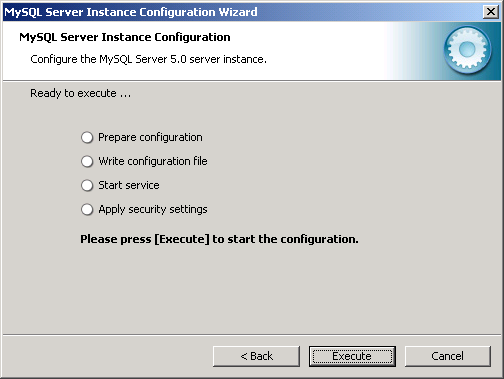 MySQL Server Instance Configuration Wizard
MySQL Server Instance Configuration
Configure the MySQL Server 5.0 server instance.
Ready to execute ...
Prepare configuration
Write configuration file
Start service
Apply security settings
Please press [Execute] to start the configuration.
< Back
Execute
Cancel